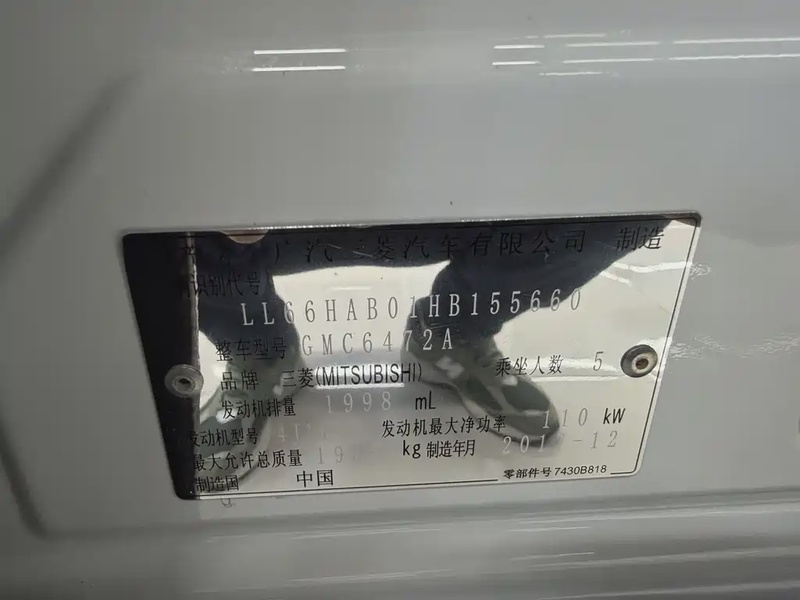 广汽三菱汽车有限公司 制造
识别代号
LL66HAB01HB155660
整车型号 GMC6472A
品牌 三菱(MITSUBISHI) 乘坐人数 5
发动机排量 1998 mL
发动机型号 发动机最大净功率 110 kW
最大允许总质量 kg 制造年月
制造国 中国 零部件号 7430B818